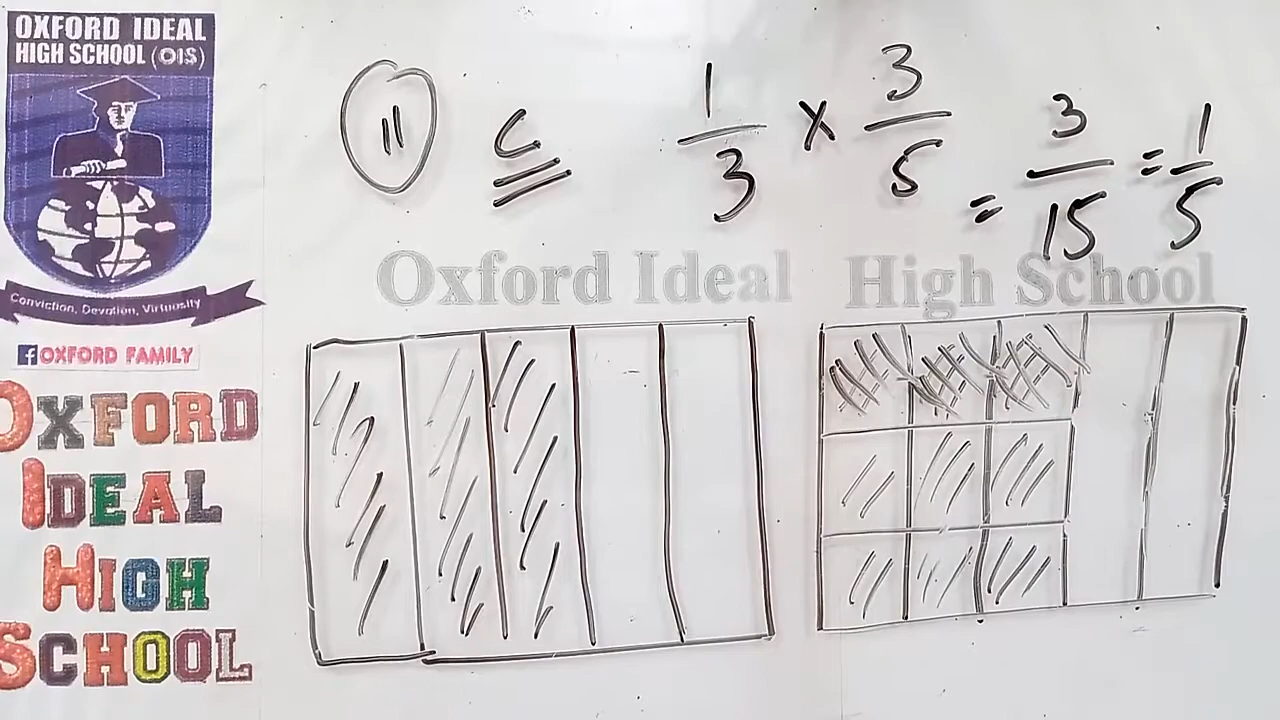 OXFORD IDEAL
HIGH SCHOOL (OIS)
Conviction, Devotion, Virtuosity
f OXFORD FAMILY
OXFORD
IDEAL
HIGH
SCHOOL
11 C 1/3 × 3/5 = 3/15 = 1/5
Oxford Ideal High School